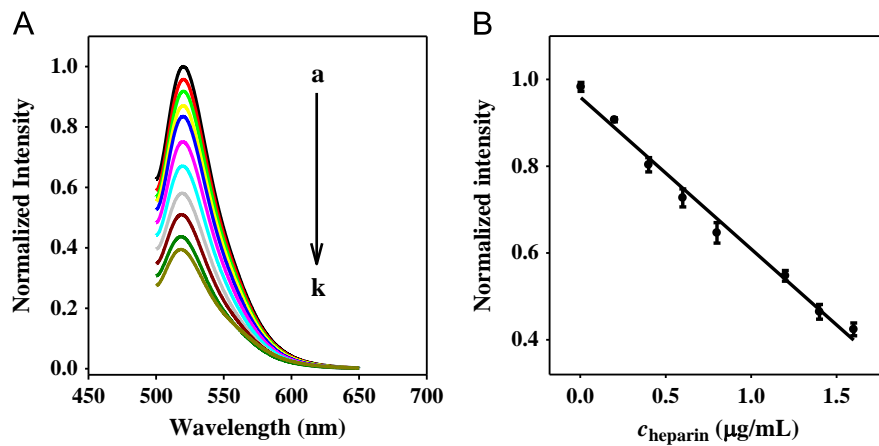 A
Normalized Intensity
1.0
0.8
0.6
0.4
0.2
0.0
a
k
450 500 550 600 650 700
Wavelength (nm)
B
Normalized intensity
1.0
0.8
0.6
0.4
0.0 0.5 1.0 1.5
c heparin (μg/mL)